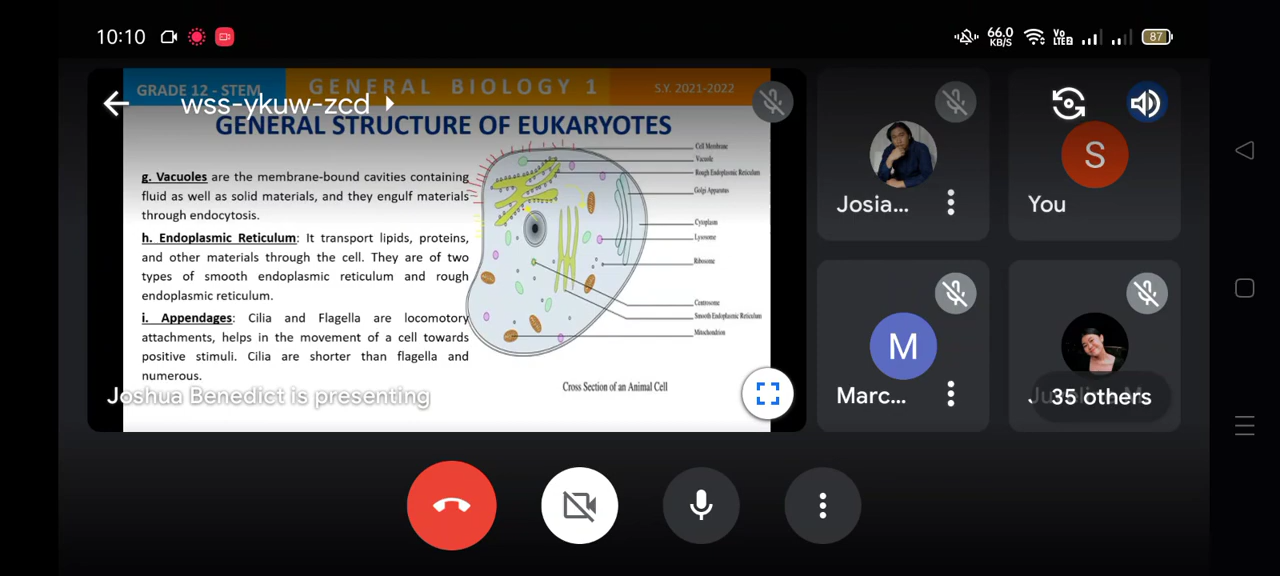 10:10
66.0
KB/S
Vo
LTE2
87
GRADE 12 - STEM
GENERAL BIOLOGY 1
S.Y. 2021-2022
wss-ykuw-zcd
GENERAL STRUCTURE OF EUKARYOTES
g. Vacuoles are the membrane-bound cavities containing
fluid as well as solid materials, and they engulf materials
through endocytosis.
h. Endoplasmic Reticulum: It transport lipids, proteins,
and other materials through the cell. They are of two
types of smooth endoplasmic reticulum and rough
endoplasmic reticulum.
i. Appendages: Cilia and Flagella are locomotory
attachments, helps in the movement of a cell towards
positive stimuli. Cilia are shorter than flagella and
numerous.
Cell Membrane
Vacuole
Rough Endoplasmic Reticulum
Golgi Apparatus
Cytoplasm
Lysosome
Ribosome
Centrosome
Smooth Endoplasmic Reticulum
Mitochondrion
Cross Section of an Animal Cell
Joshua Benedict is presenting
Josia...
S
You
M
Marc...
35 others